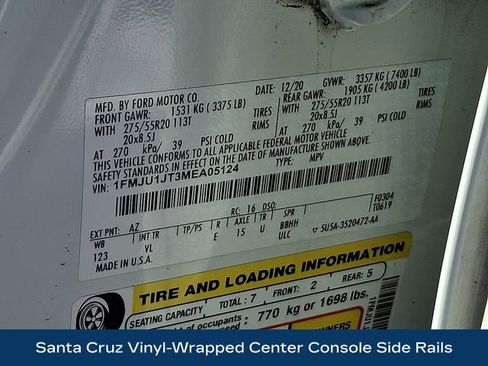 MFD. BY FORD MOTOR CO.
DATE: 12/20 GVWR: 3357 KG (7400 LB)
FRONT GAWR: 1531 KG (3375 LB) REAR GAWR: 1905 KG (4200 LB)
WITH 275/55R20 113T TIRES WITH 275/55R20 113T TIRES
20x8.5J RIMS 20x8.5J RIMS
AT 270 kPa/ 39 PSI COLD AT 270 kPa/ 39 PSI COLD
THIS VEHICLE CONFORMS TO ALL APPLICABLE FEDERAL MOTOR VEHICLE
SAFETY STANDARDS IN EFFECT ON THE DATE OF MANUFACTURE SHOWN ABOVE.
VIN: 1FMJU1JT3MEA05124 TYPE: MPV
F0304
T0619
EXT PNT: AZ RC: 16 DSO:
WB INT TR TP/PS R AXLE TR SPR
123 VL E 15 U BBHH
MADE IN U.S.A. ULC
5U5A-3520472-AA
TIRE AND LOADING INFORMATION
SEATING CAPACITY TOTAL: 7 FRONT: 2 REAR: 5
of occupants 770 kg or 1698 lbs.
OWNERS
Santa Cruz Vinyl-Wrapped Center Console Side Rails